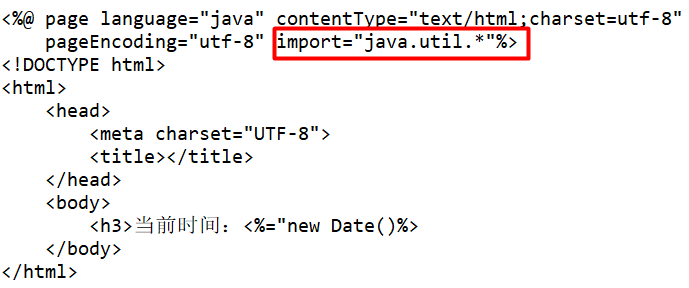 <%@ page language="java" contentType="text/html;charset=utf-8"
pageEncoding="utf-8" import="java.util.*"%>
<!DOCTYPE html>
<html>
<head>
<meta charset="UTF-8">
<title></title>
</head>
<body>
<h3>当前时间：<%="new Date()%>
</body>
</html>